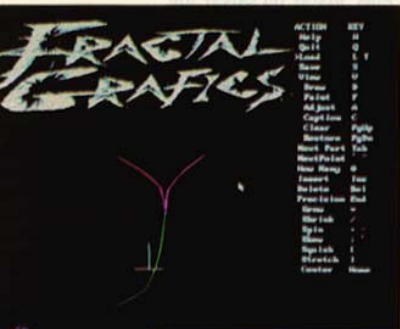 FRACTAL
GRAFICS
ACTION KEY
Help H
Quit Q
Load L
Save S
View V
Draw D
Paint P
Adjust A
Caption C
Clear PgUp
Restore PgDn
Next Part Tab
NextPoint
How Many #
Insert Ins
Delete Del
Precision End
Grow
Shrink
Spin
Skew
Squish
Stretch
Center Home